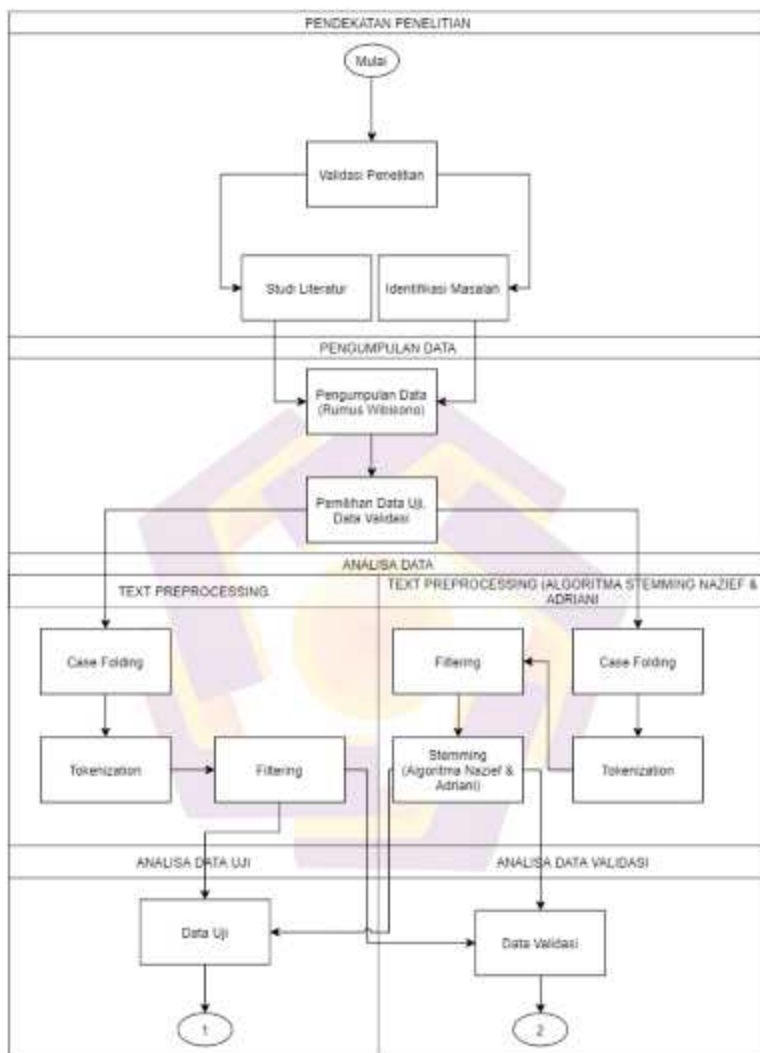 PENDEKATAN PENELITIAN
Mulai
Validasi Penelitian
Studi Literatur
Identifikasi Masalah
PENGUMPULAN DATA
Pengumpulan Data
(Rumus Wibisono)
Pemilihan Data Uji,
Data Validasi
ANALISA DATA
TEXT PREPROCESSING
TEXT PREPROCESSING (ALGORITMA STEMMING NAZIEF &
ADRIANI
Case Folding
Filtering
Case Folding
Tokenization
Filtering
Stemming
(Algoritma Nazief &
Adriani)
Tokenization
ANALISA DATA UJI
ANALISA DATA VALIDASI
Data Uji
Data Validasi
1
2